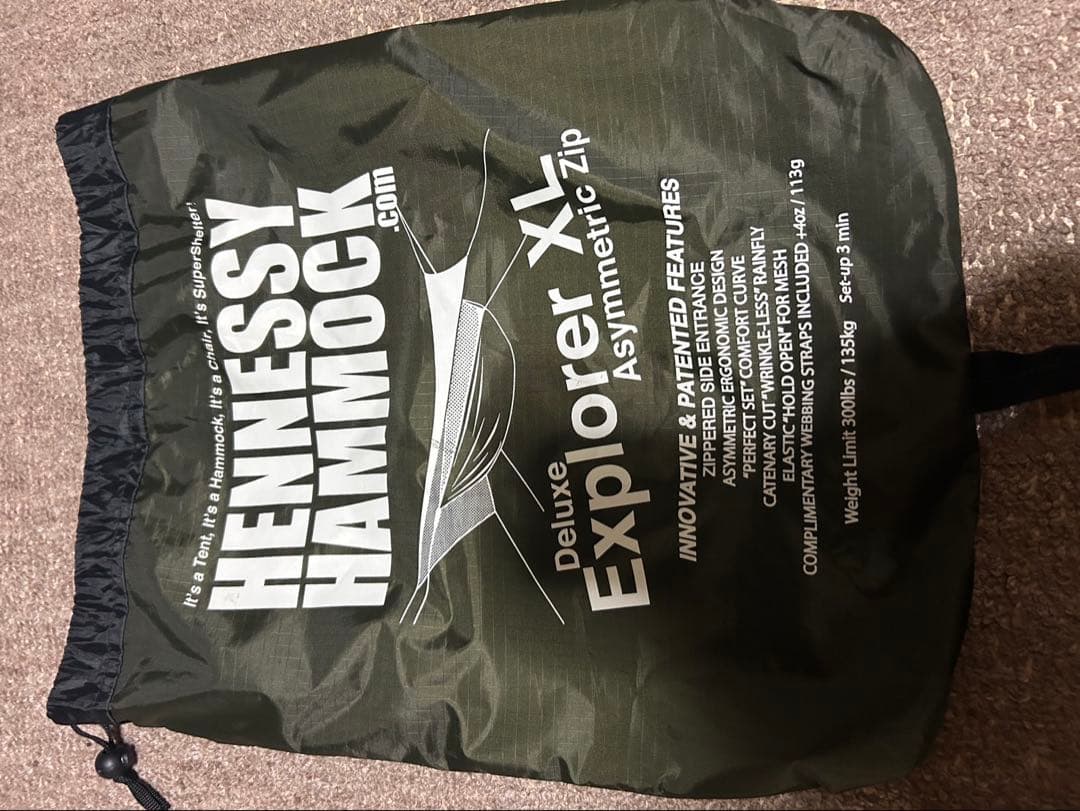 It's a Tent, It's a Hammock, It's a chair, It's SuperShelter!
HENNESSY
HAMMOCK
.com
Deluxe
Explorer XL
Asymmetric Zip
INNOVATIVE & PATENTED FEATURES
ZIPPERED SIDE ENTRANCE
ASYMMETRIC ERGONOMIC DESIGN
"PERFECT SET" COMFORT CURVE
CATENARY CUT "WRINKLE-LESS" RAINFLY
ELASTIC "HOLD OPEN" FOR MESH
COMPLIMENTARY WEBBING STRAPS INCLUDED +4oz / 113g
Weight Limit 300lbs / 135kg Set-up 3 min